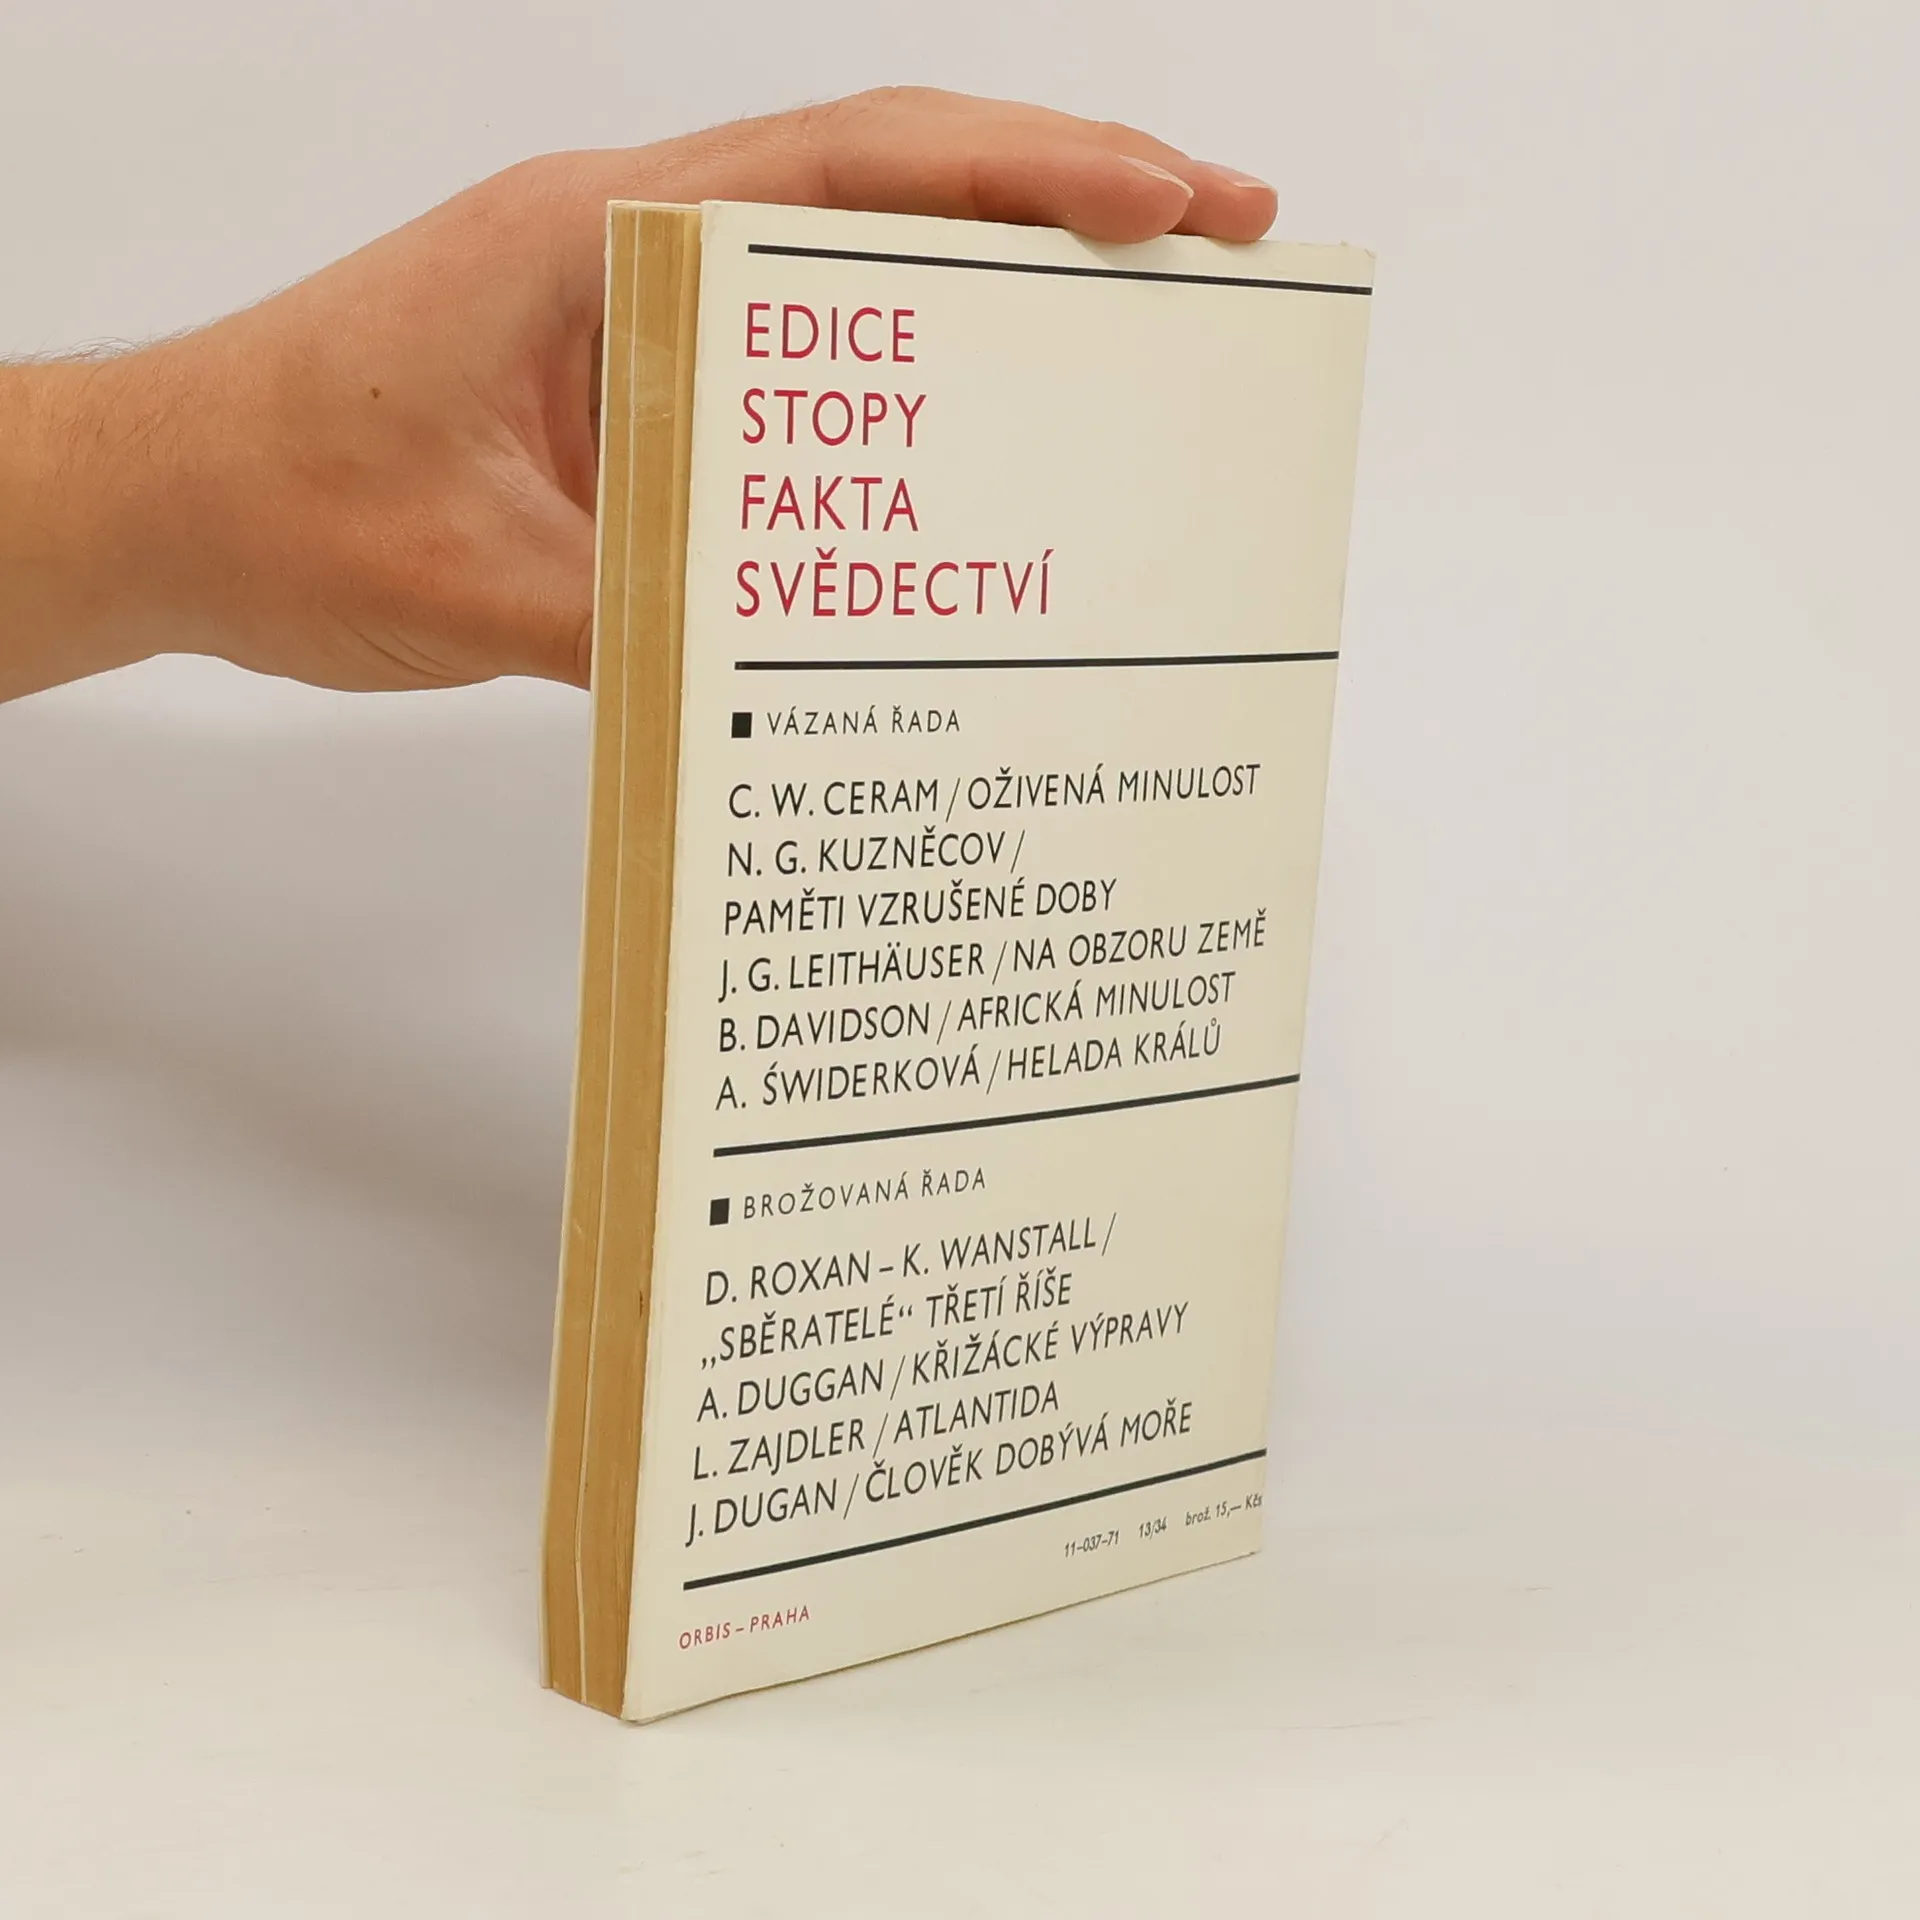 EDICE
STOPY
FAKTA
SVĚDECTVÍ
VÁZANÁ ŘADA
C. W. CERAM / OŽIVENÁ MINULOST
N. G. KUZNĚCOV /
PAMĚTI VZRUŠENÉ DOBY
J. G. LEITHÄUSER / NA OBZORU ZEMĚ
B. DAVIDSON / AFRICKÁ MINULOST
A. ŚWIDERKOVÁ / HELADA KRÁLŮ
BROŽOVANÁ ŘADA
D. ROXAN – K. WANSTALL /
„SBĚRATELÉ“ TŘETÍ ŘÍŠE
A. DUGGAN / KŘIŽÁCKÉ VÝPRAVY
L. ZAJDLER / ATLANTIDA
J. DUGAN / ČLOVĚK DOBÝVÁ MOŘE
11–037–71 13/34 brož. 15,— Kčs
ORBIS – PRAHA